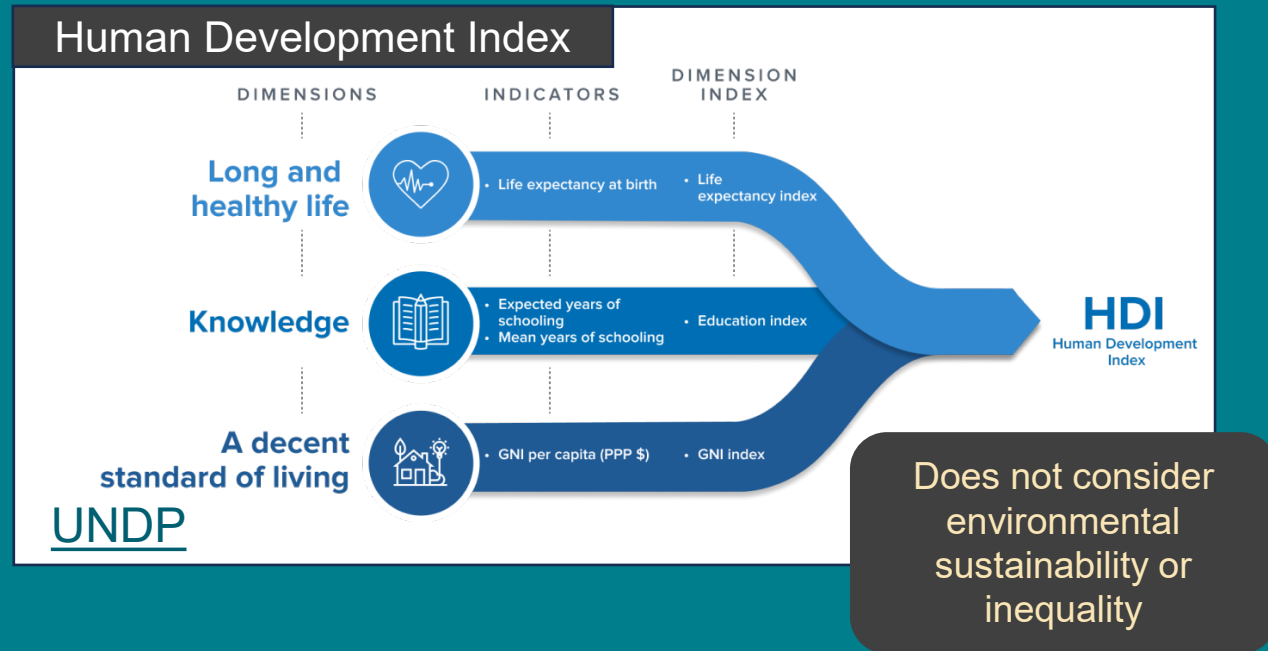 Human Development Index
DIMENSIONS
INDICATORS
DIMENSION
INDEX
Long and
healthy life
• Life expectancy at birth
• Life
expectancy index
Knowledge
• Expected years of
schooling
• Mean years of schooling
• Education index
HDI
Human Development
Index
A decent
standard of living
• GNI per capita (PPP $)
• GNI index
UNDP
Does not consider
environmental
sustainability or
inequality